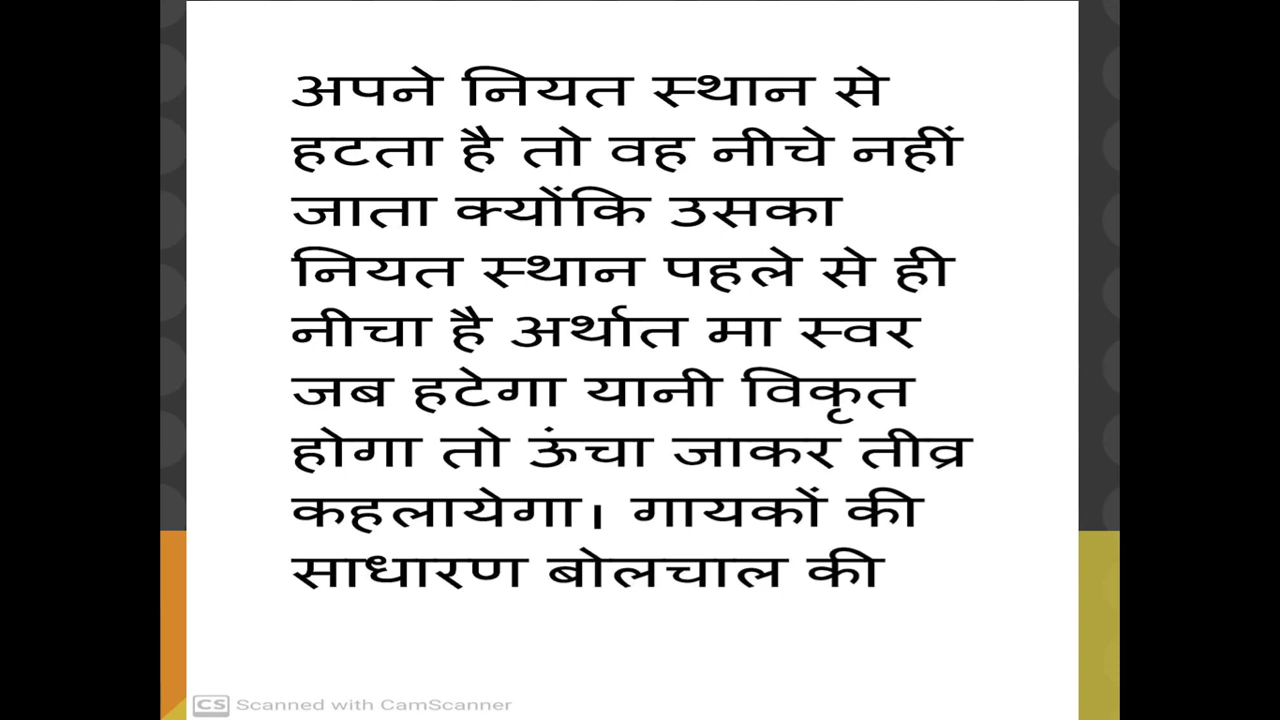 अपने नियत स्थान से
हटता है तो वह नीचे नहीं
जाता क्योंकि उसका
नियत स्थान पहले से ही
नीचा है अर्थात मा स्वर
जब हटेगा यानी विकृत
होगा तो ऊंचा जाकर तीव्र
कहलायेगा। गायकों की
साधारण बोलचाल की
CS Scanned with CamScanner